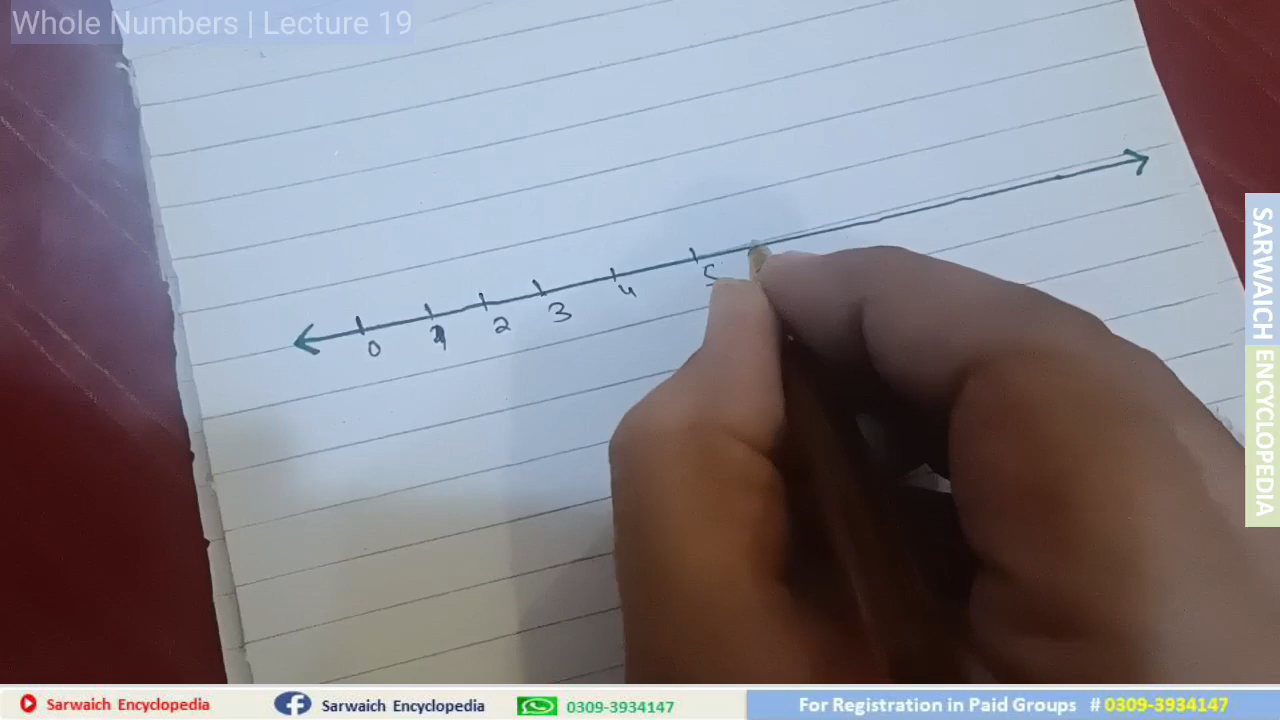 Whole Numbers | Lecture 19
0 1 2 3 4 5
SARWAICH ENCYCLOPEDIA
Sarwaich Encyclopedia Sarwaich Encyclopedia 0309-3934147 For Registration in Paid Groups # 0309-3934147